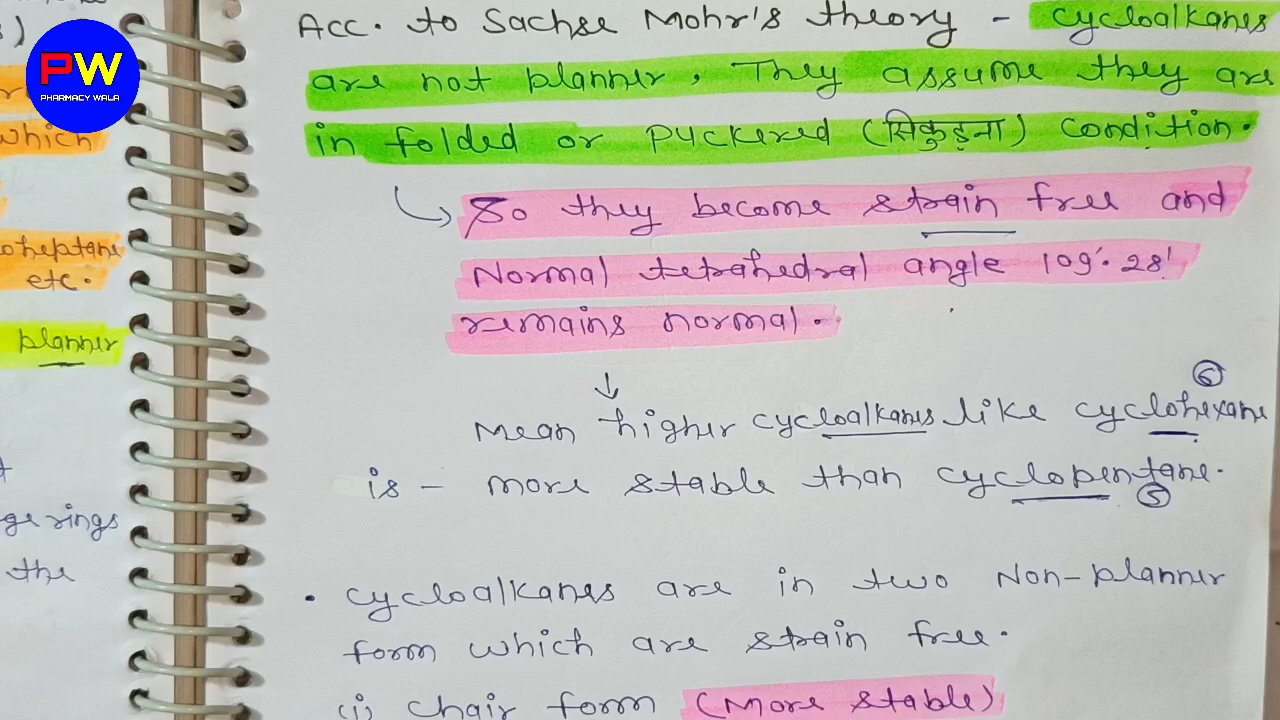 PW
PHARMACY WALA
which
oheptane
etc.
planner
ge rings
the
Acc. to Sachse Mohr's theory - cycloalkanes
are not planner, They assume they are
in folded or puckered (सिकुड़ना) condition.
So they become strain free and
Normal tetrahedral angle 109°.28'
remains normal.
6
Mean higher cycloalkanes like cyclohexane
is - more stable than cyclopentane.
5
• cycloalkanes are in two Non-planner
form which are strain free.
(i) chair form (More stable)